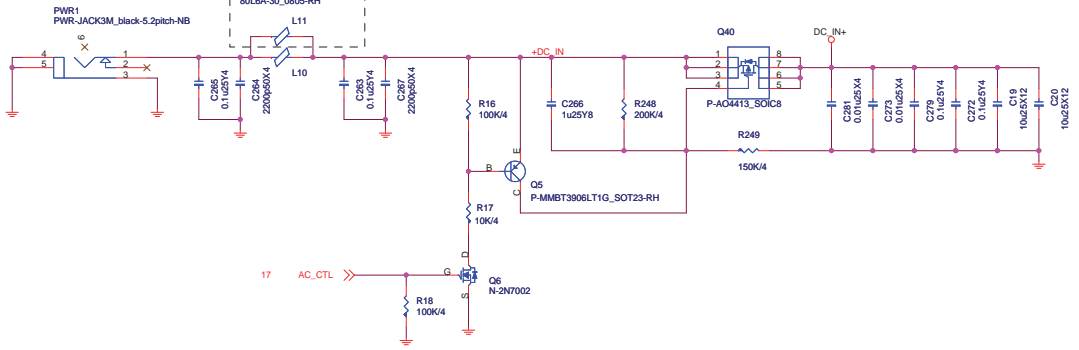 80L6A-30_0805-RH
PWR1
PWR-JACK3M_black-5.2pitch-NB
L11
L10
6
4
5
1
2
3
C265
0.1u25Y4
C264
2200p50X4
C263
0.1u25Y4
C267
2200p50X4
+DC_IN
R16
100K/4
C266
1u25Y8
R248
200K/4
Q40
1
2
3
4
8
7
6
5
P-AO4413_SOIC8
DC_IN+
C281
0.01u25X4
C273
0.01u25X4
C279
0.1u25Y4
C272
0.1u25Y4
C19
10u25X12
C20
10u25X12
R249
150K/4
B
E
C
Q5
P-MMBT3906LT1G_SOT23-RH
R17
10K/4
17 AC_CTL
G
D
S
Q6
N-2N7002
R18
100K/4